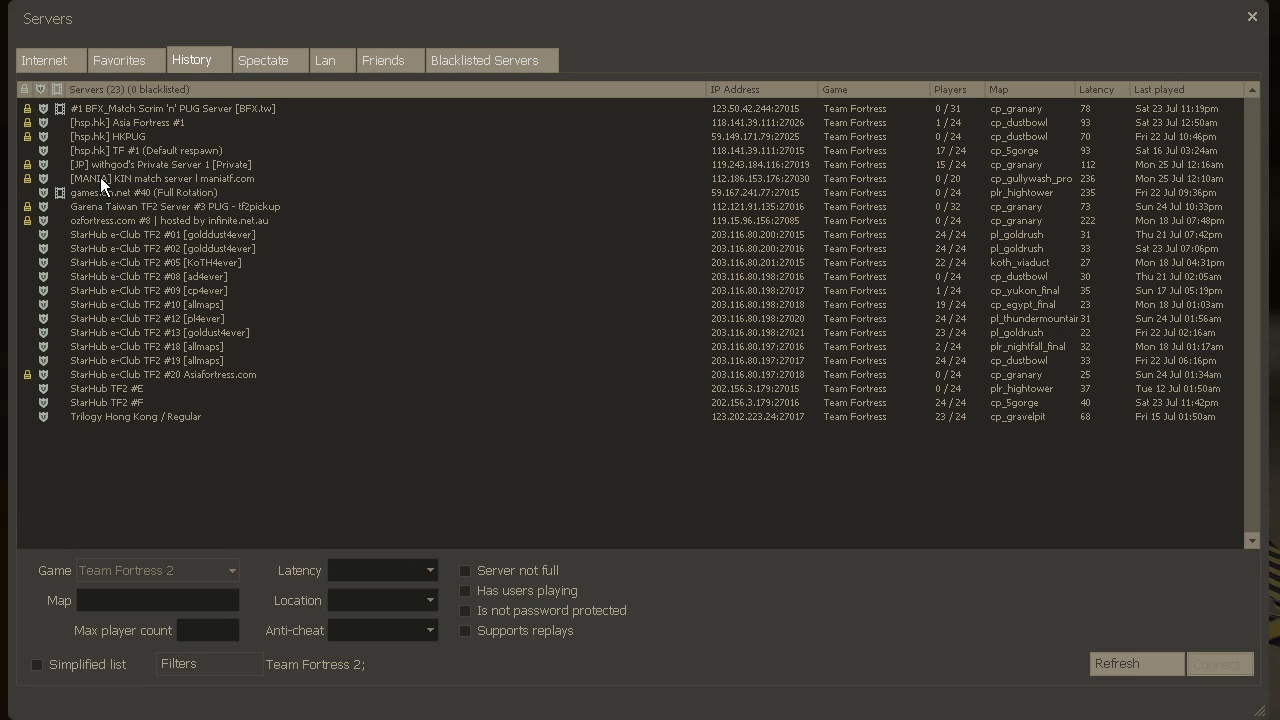 Servers
Internet Favorites History Spectate Lan Friends Blacklisted Servers
Servers (23) (0 blacklisted) IP Address Game Players Map Latency Last played
#1 BFX_Match Scrim 'n' PUG Server [BFX.tw] 123.50.42.244:27015 Team Fortress 0 / 31 cp_granary 78 Sat 23 Jul 11:19pm
[hsp.hk] Asia Fortress #1 118.141.39.111:27026 Team Fortress 1 / 24 cp_dustbowl 93 Sat 23 Jul 12:50am
[hsp.hk] HKPUG 59.149.171.79:27025 Team Fortress 0 / 24 cp_dustbowl 70 Fri 22 Jul 10:46pm
[hsp.hk] TF #1 (Default respawn) 118.141.39.111:27015 Team Fortress 17 / 24 cp_5gorge 93 Sat 16 Jul 03:24am
[JP] withgod's Private Server 1 [Private] 119.243.184.116:27019 Team Fortress 15 / 24 cp_granary 112 Mon 25 Jul 12:16am
[MANIA] KIN match server | maniatf.com 112.186.153.176:27030 Team Fortress 0 / 20 cp_gullywash_pro 236 Mon 25 Jul 12:10am
#40 (Full Rotation) 59.167.241.77:27015 Team Fortress 0 / 24 plr_hightower 235 Fri 22 Jul 09:36pm
Garena Taiwan TF2 Server #3 PUG - tf2pickup 112.121.91.135:27016 Team Fortress 0 / 32 cp_granary 73 Sun 24 Jul 10:33pm
ozfortress.com #8 | hosted by infinite.net.au 119.15.96.156:27085 Team Fortress 0 / 24 cp_granary 222 Mon 18 Jul 07:48pm
StarHub e-Club TF2 #01 [golddust4ever] 203.116.80.200:27015 Team Fortress 24 / 24 pl_goldrush 31 Thu 21 Jul 07:42pm
StarHub e-Club TF2 #02 [golddust4ever] 203.116.80.200:27016 Team Fortress 24 / 24 pl_goldrush 33 Sat 23 Jul 07:06pm
StarHub e-Club TF2 #05 [KoTH4ever] 203.116.80.201:27015 Team Fortress 22 / 24 koth_viaduct 27 Mon 18 Jul 04:31pm
StarHub e-Club TF2 #08 [ad4ever] 203.116.80.198:27016 Team Fortress 0 / 24 cp_dustbowl 30 Thu 21 Jul 02:05am
StarHub e-Club TF2 #09 [cp4ever] 203.116.80.198:27017 Team Fortress 1 / 24 cp_yukon_final 35 Sun 17 Jul 05:19pm
StarHub e-Club TF2 #10 [allmaps] 203.116.80.198:27018 Team Fortress 19 / 24 cp_egypt_final 23 Mon 18 Jul 01:03am
StarHub e-Club TF2 #12 [pl4ever] 203.116.80.198:27020 Team Fortress 24 / 24 pl_thundermountair 31 Sun 24 Jul 01:56am
StarHub e-Club TF2 #13 [goldust4ever] 203.116.80.198:27021 Team Fortress 23 / 24 pl_goldrush 22 Fri 22 Jul 02:16am
StarHub e-Club TF2 #18 [allmaps] 203.116.80.197:27016 Team Fortress 2 / 24 plr_nightfall_final 32 Mon 18 Jul 01:17am
StarHub e-Club TF2 #19 [allmaps] 203.116.80.197:27017 Team Fortress 24 / 24 cp_dustbowl 33 Fri 22 Jul 06:16pm
StarHub e-Club TF2 #20 Asiafortress.com 203.116.80.197:27018 Team Fortress 0 / 24 cp_granary 25 Sun 24 Jul 01:34am
StarHub TF2 #E 202.156.3.179:27015 Team Fortress 0 / 24 plr_hightower 37 Tue 12 Jul 01:50am
StarHub TF2 #F 202.156.3.179:27016 Team Fortress 24 / 24 cp_5gorge 40 Sat 23 Jul 11:42pm
Trilogy Hong Kong / Regular 123.202.223.24:27017 Team Fortress 23 / 24 cp_gravelpit 68 Fri 15 Jul 01:50am
Game Team Fortress 2 Latency Server not full
Has users playing
Map Location Is not password protected
Max player count Anti-cheat Supports replays
Simplified list Filters Team Fortress 2; Refresh Connect